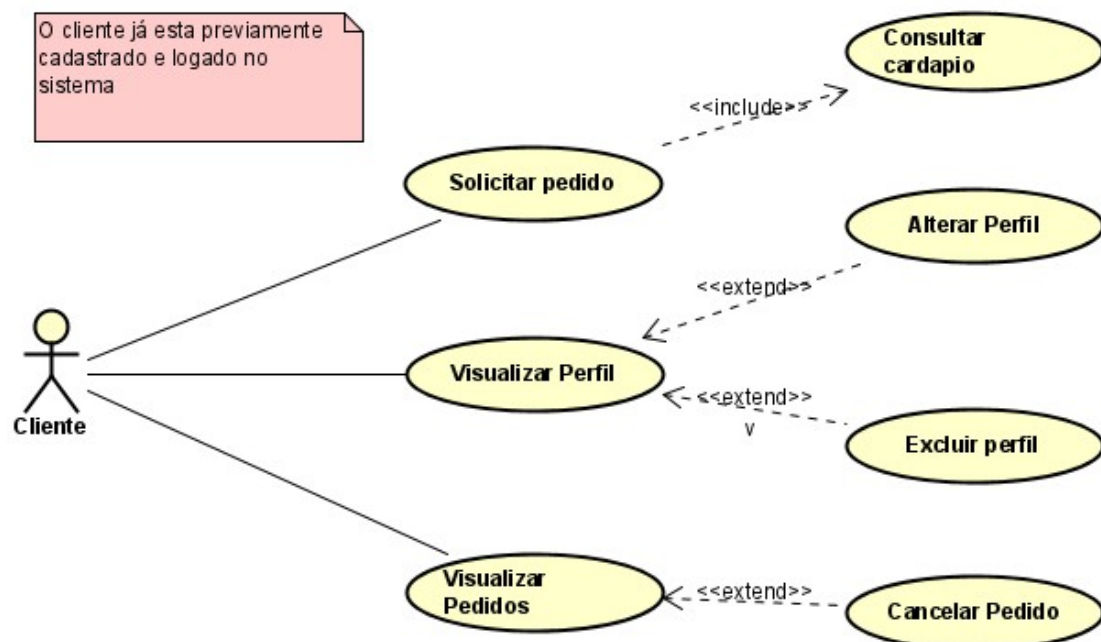 O cliente já esta previamente
cadastrado e logado no
sistema
Consultar
cardapio
<<include>>
Solicitar pedido
Alterar Perfil
<<extend>>
Visualizar Perfil
<<extend>>
v
Excluir perfil
Cliente
Visualizar
Pedidos
<<extend>>
Cancelar Pedido